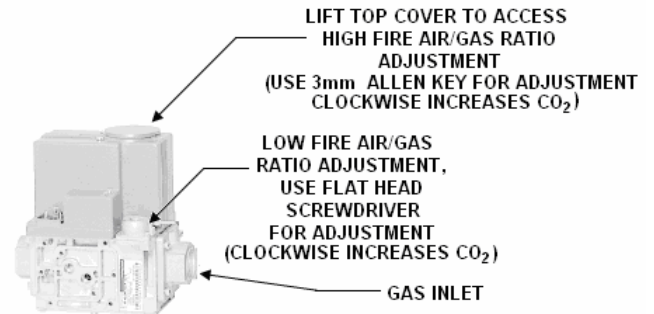 LIFT TOP COVER TO ACCESS
HIGH FIRE AIR/GAS RATIO
ADJUSTMENT
(USE 3mm ALLEN KEY FOR ADJUSTMENT
CLOCKWISE INCREASES CO₂)
LOW FIRE AIR/GAS
RATIO ADJUSTMENT,
USE FLAT HEAD
SCREWDRIVER
FOR ADJUSTMENT
(CLOCKWISE INCREASES CO₂)
GAS INLET